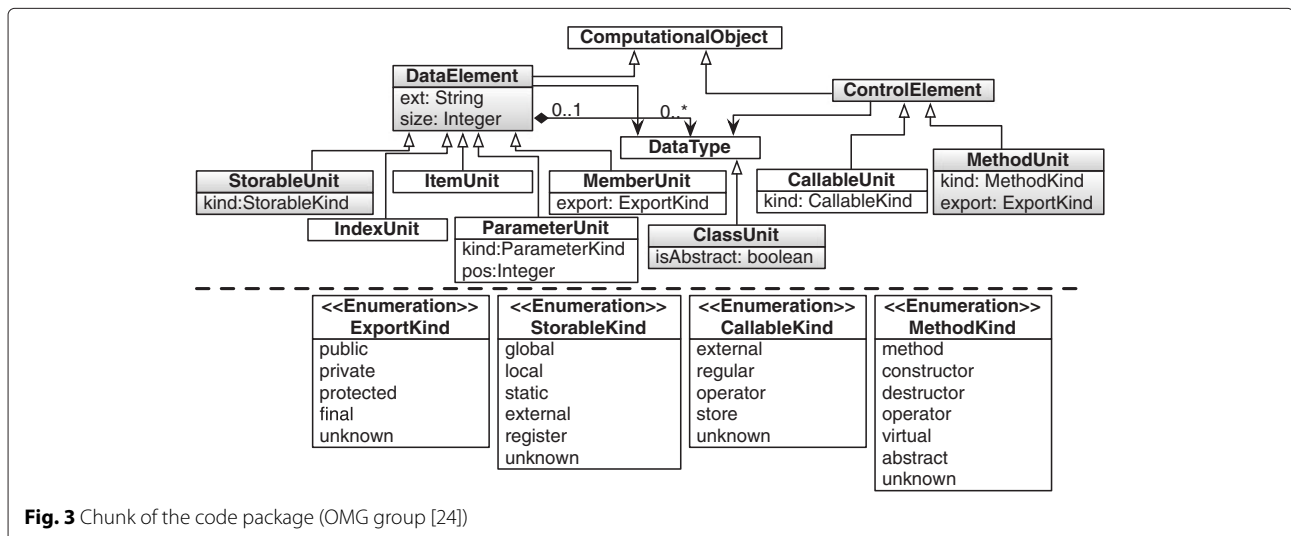 ComputationalObject
DataElement
ext: String
size: Integer
0..1
0..*
ControlElement
DataType
StorableUnit
kind:StorableKind
ItemUnit
MemberUnit
export: ExportKind
CallableUnit
kind: CallableKind
MethodUnit
kind: MethodKind
export: ExportKind
IndexUnit
ParameterUnit
kind:ParameterKind
pos:Integer
ClassUnit
isAbstract: boolean
<<Enumeration>>
ExportKind
public
private
protected
final
unknown
<<Enumeration>>
StorableKind
global
local
static
external
register
unknown
<<Enumeration>>
CallableKind
external
regular
operator
store
unknown
<<Enumeration>>
MethodKind
method
constructor
destructor
operator
virtual
abstract
unknown
Fig. 3 Chunk of the code package (OMG group [24])